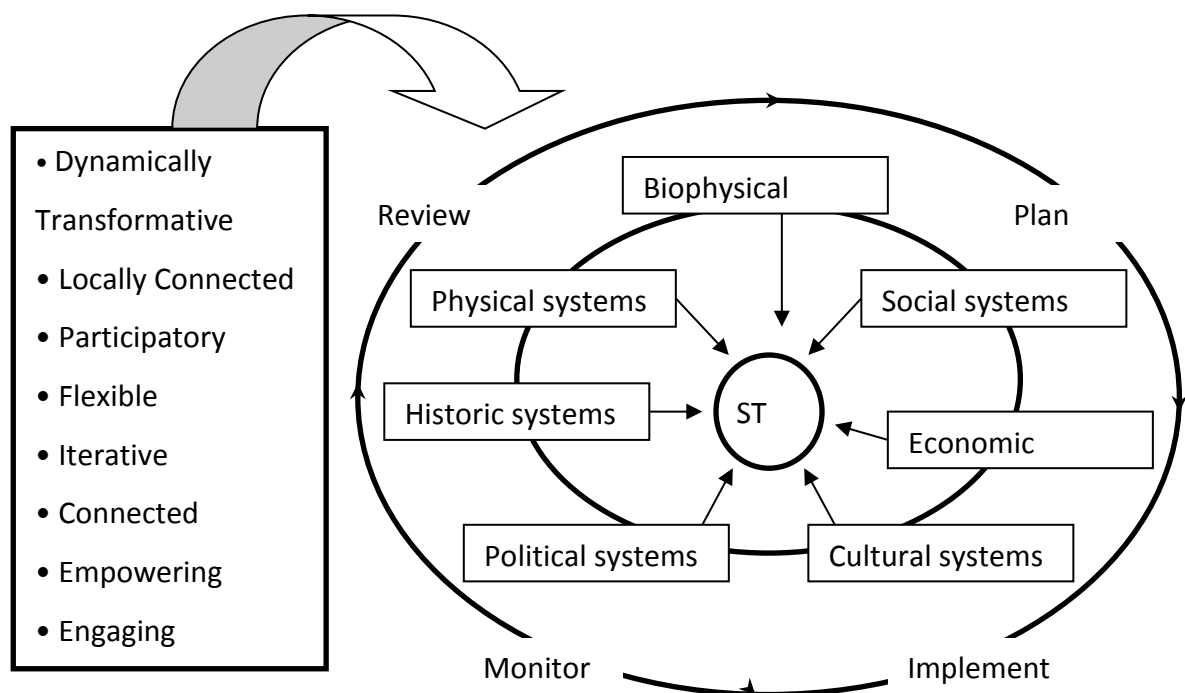 • Dynamically
Transformative
• Locally Connected
• Participatory
• Flexible
• Iterative
• Connected
• Empowering
• Engaging
Review
Plan
Biophysical
Physical systems
Social systems
Historic systems
ST
Economic
Political systems
Cultural systems
Monitor
Implement